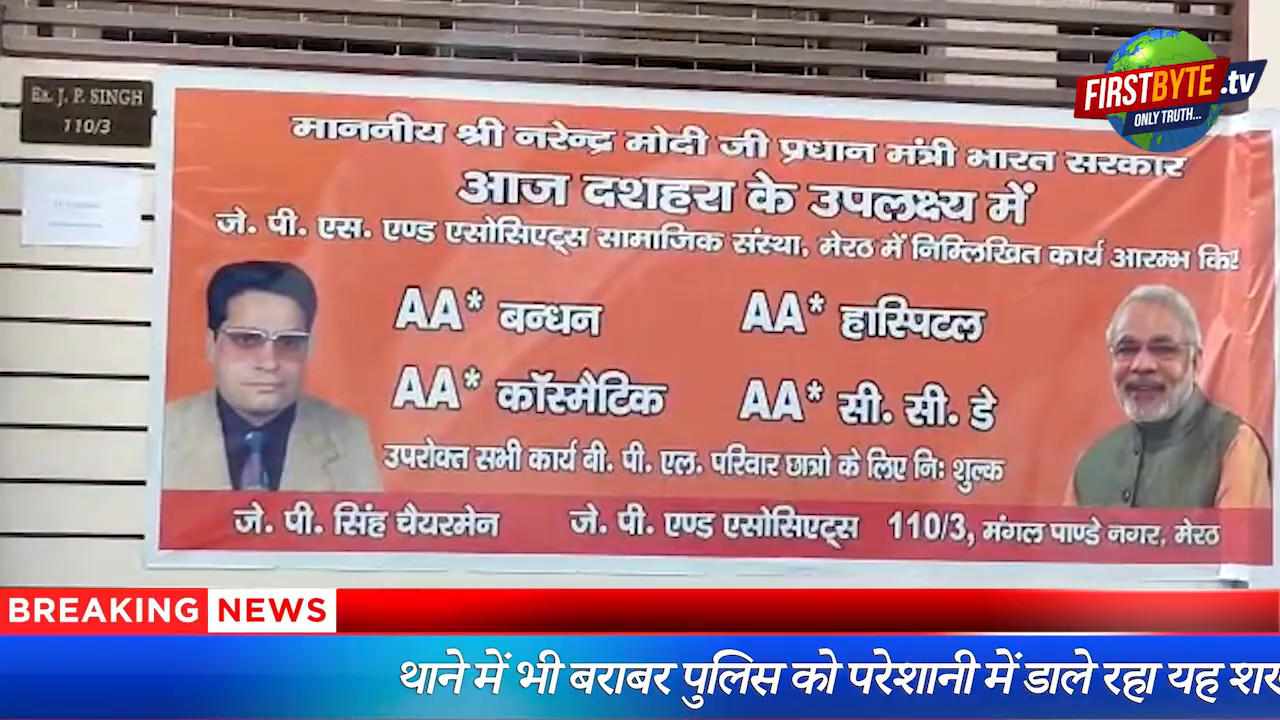 FIRSTBYTE.tv
ONLY TRUTH...
Ex. J. P. SINGH
110/3
माननीय श्री नरेन्द्र मोदी जी प्रधान मंत्री भारत सरकार
आज दशहरा के उपलक्ष्य में
जे. पी. एस. एण्ड एसोसिएट्स सामाजिक संस्था, मेरठ में निम्लिखित कार्य आरम्भ किए
AA* बन्धन AA* हास्पिटल
AA* कॉस्मैटिक AA* सी. सी. डे
उपरोक्त सभी कार्य बी. पी. एल. परिवार छात्रो के लिए निः शुल्क
जे. पी. सिंह चैयरमेन जे. पी. एण्ड एसोसिएट्स 110/3, मंगल पाण्डे नगर, मेरठ
BREAKING NEWS
थाने में भी बराबर पुलिस को परेशानी में डाले रहा यह